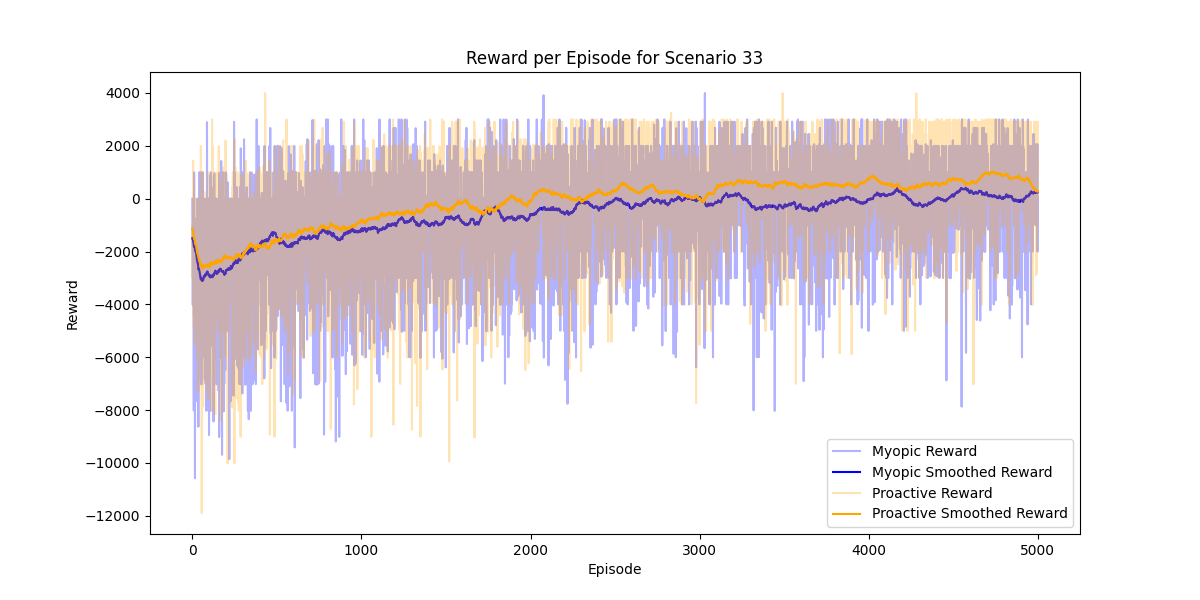 Reward per Episode for Scenario 33
4000
2000
0
−2000
−4000
−6000
−8000
−10000
−12000
Reward
0 1000 2000 3000 4000 5000
Episode
Myopic Reward
Myopic Smoothed Reward
Proactive Reward
Proactive Smoothed Reward